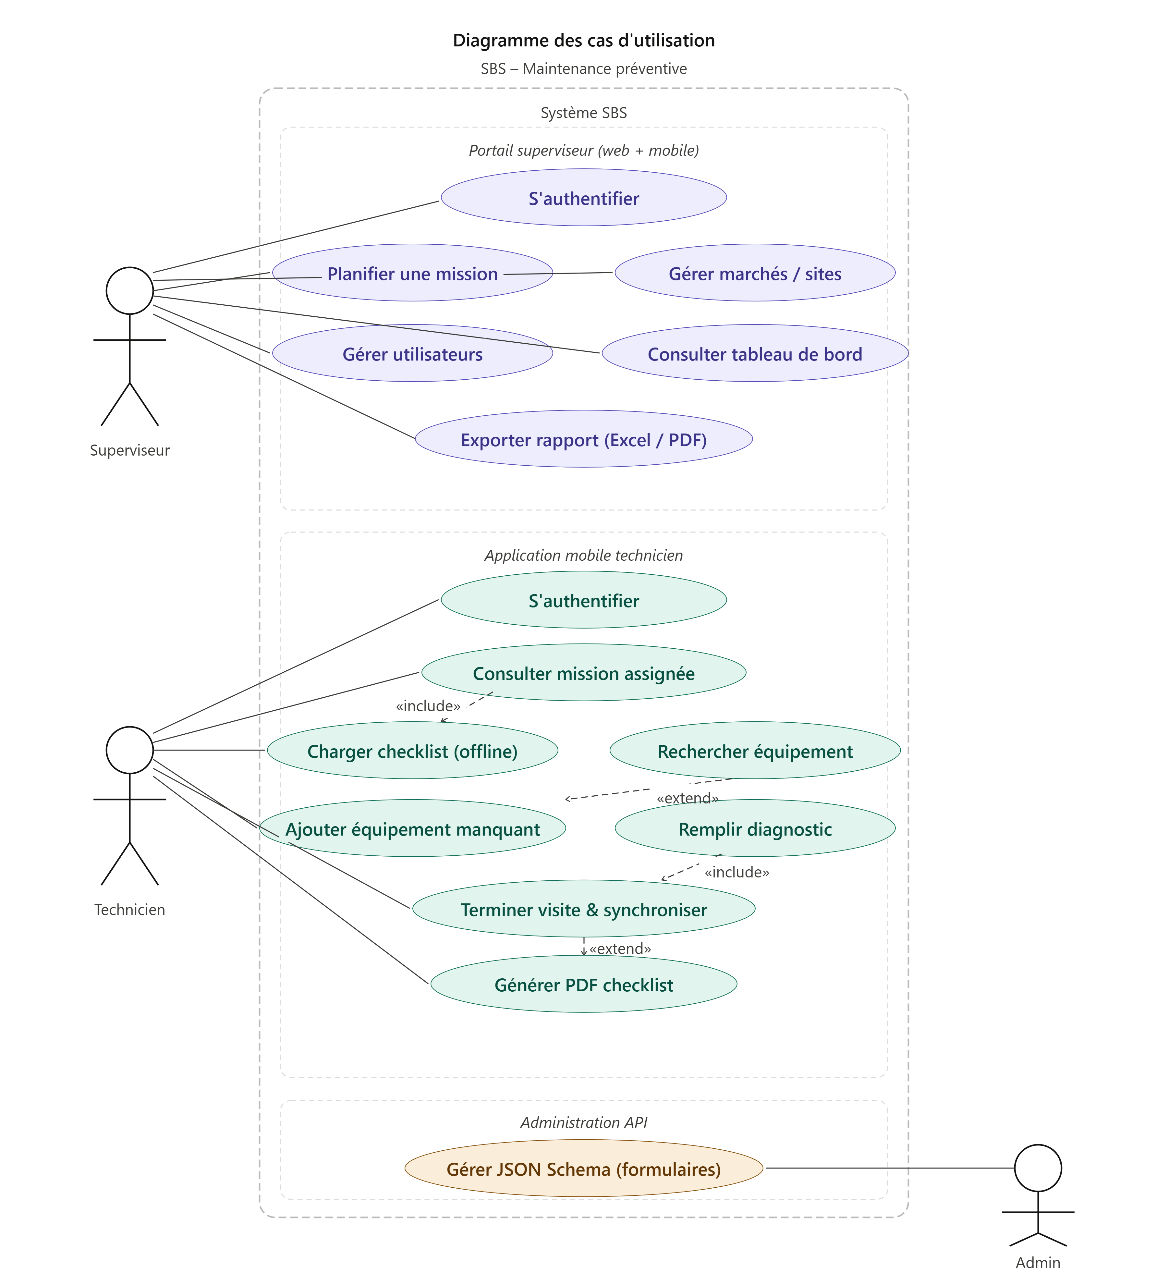 Diagramme des cas d'utilisation
SBS – Maintenance préventive
Système SBS
Portail superviseur (web + mobile)
S'authentifier
Planifier une mission
Gérer marchés / sites
Gérer utilisateurs
Consulter tableau de bord
Exporter rapport (Excel / PDF)
Superviseur
Application mobile technicien
S'authentifier
Consulter mission assignée
«include»
Charger checklist (offline)
Rechercher équipement
«extend»
Ajouter équipement manquant
Remplir diagnostic
«include»
Terminer visite & synchroniser
Technicien
«extend»
Générer PDF checklist
Administration API
Gérer JSON Schema (formulaires)
Admin